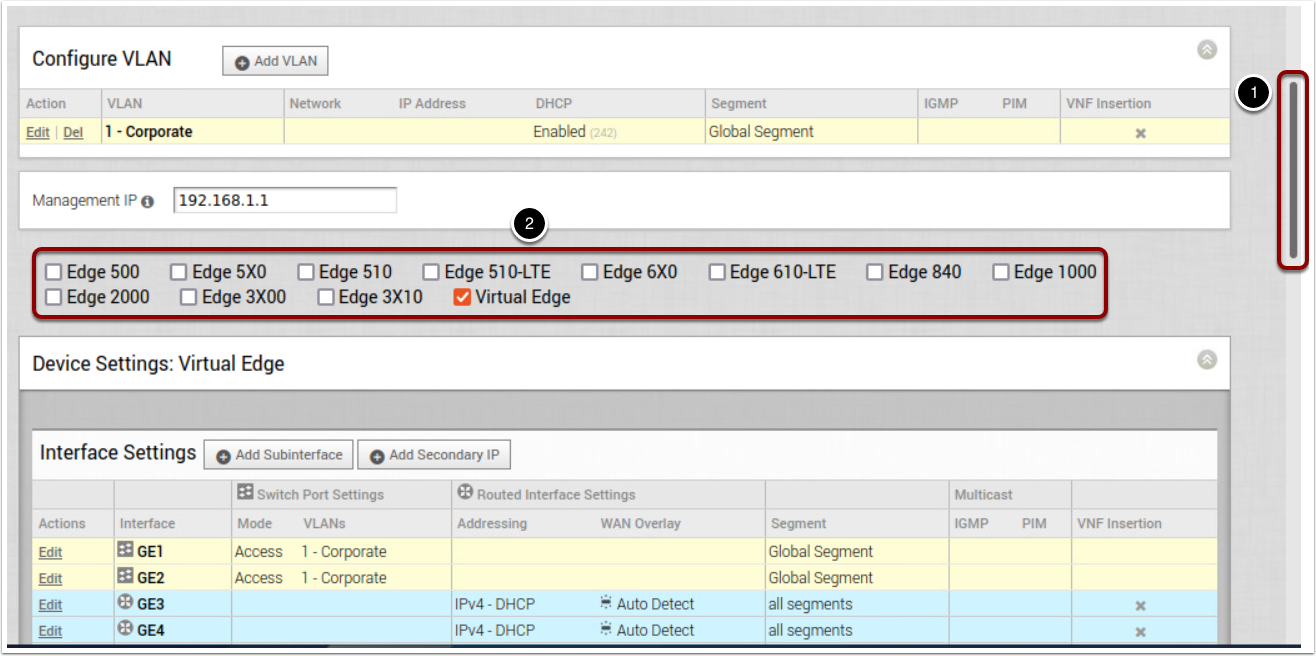 Configure VLAN Add VLAN
1
Action VLAN Network IP Address DHCP Segment IGMP PIM VNF Insertion
Edit | Del 1 - Corporate Enabled (242) Global Segment
Management IP 192.168.1.1
2
Edge 500 Edge 5X0 Edge 510 Edge 510-LTE Edge 6X0 Edge 610-LTE Edge 840 Edge 1000
Edge 2000 Edge 3X00 Edge 3X10 Virtual Edge
Device Settings: Virtual Edge
Interface Settings Add Subinterface Add Secondary IP
Switch Port Settings Routed Interface Settings Multicast
Actions Interface Mode VLANs Addressing WAN Overlay Segment IGMP PIM VNF Insertion
Edit GE1 Access 1 - Corporate Global Segment
Edit GE2 Access 1 - Corporate Global Segment
Edit GE3 IPv4 - DHCP Auto Detect all segments
Edit GE4 IPv4 - DHCP Auto Detect all segments